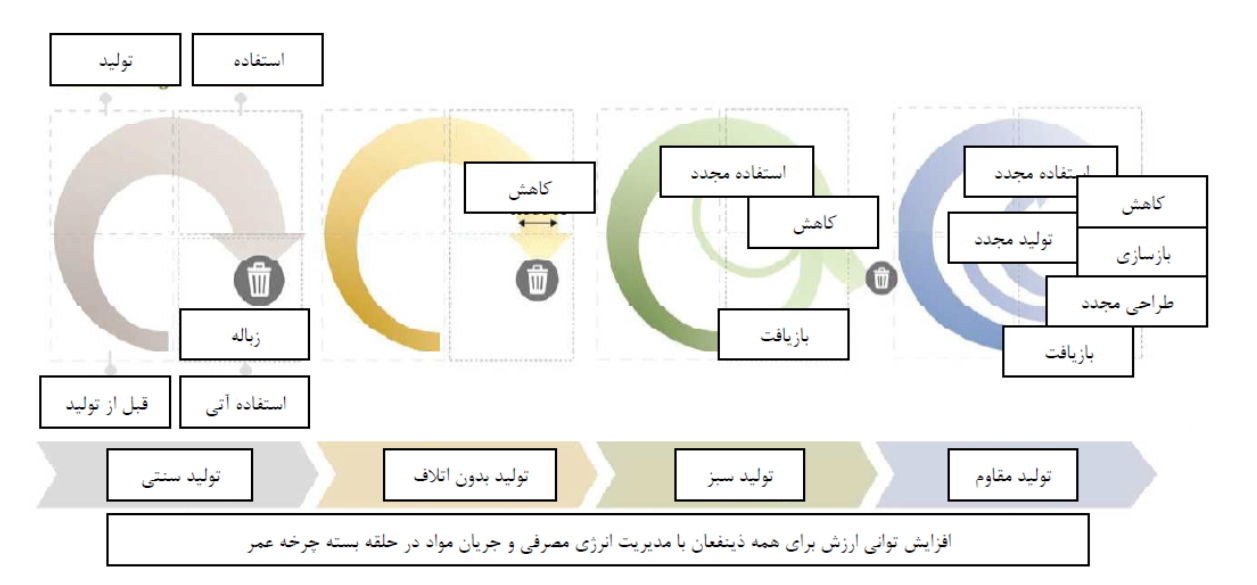 تولید
استفاده
کاهش
استفاده مجدد
کاهش
استفاده مجدد
کاهش
تولید مجدد
بازسازی
طراحی مجدد
زباله
بازیافت
بازیافت
قبل از تولید
استفاده آتی
تولید سنتی
تولید بدون اتلاف
تولید سبز
تولید مقاوم
افزایش توانی ارزش برای همه ذینفعان با مدیریت انرژی مصرفی و جریان مواد در حلقه بسته چرخه عمر